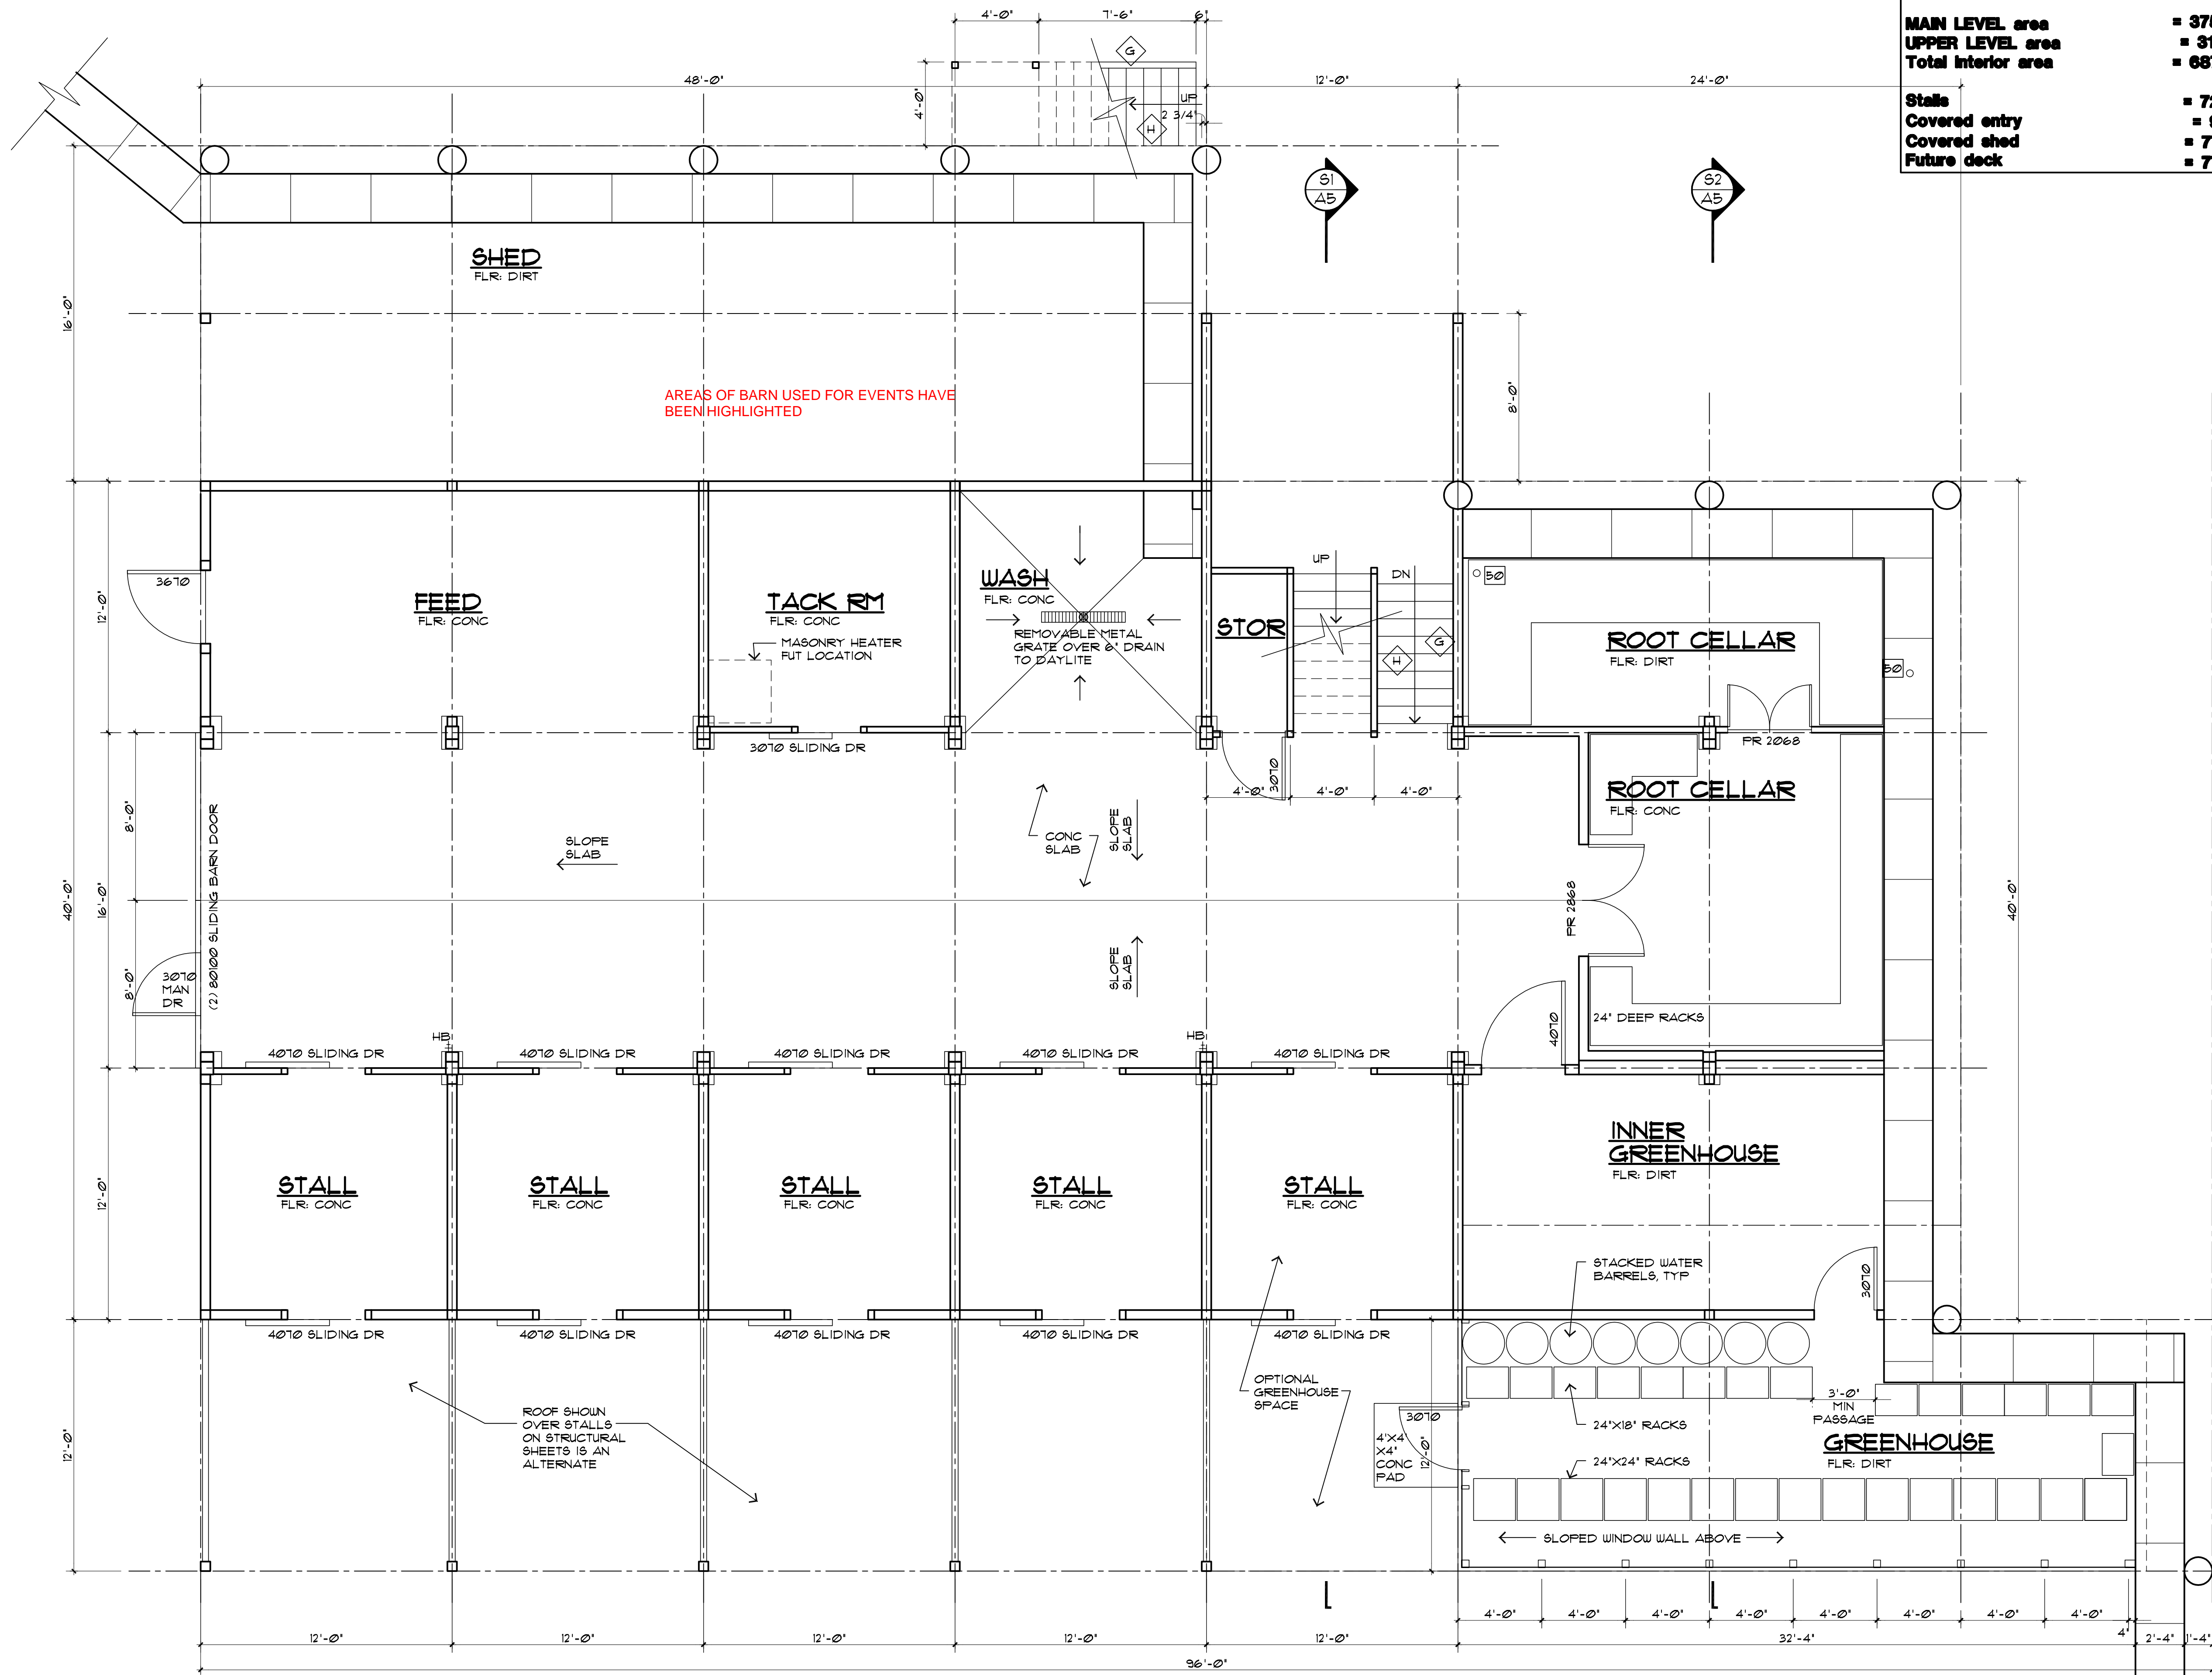 MAIN LEVEL area
UPPER LEVEL area
Total interior area
Stalls
Covered entry
Covered shed
Future deck
4'-0"
7'-6"
6"
G
48'-0"
12'-0"
24'-0"
4'-0"
UP
2 3/4"
H
S1
A5
S2
A5
SHED
FLR: DIRT
16'-0"
8'-0"
AREAS OF BARN USED FOR EVENTS HAVE
BEEN HIGHLIGHTED
3670
12'-0"
FEED
FLR: CONC
TACK RM
FLR: CONC
MASONRY HEATER
FUT LOCATION
WASH
FLR: CONC
REMOVABLE METAL
GRATE OVER 6" DRAIN
TO DAYLITE
STOR
UP
DN
G
H
50
ROOT CELLAR
FLR: DIRT
50
3070 SLIDING DR
PR 2068
3070
4'-0"
4'-0"
4'-0"
ROOT CELLAR
FLR: CONC
8'-0"
(2) 80100 SLIDING BARN DOOR
SLOPE
SLAB
CONC
SLAB
SLOPE
SLAB
40'-0"
16'-0"
PR 2868
40'-0"
8'-0"
3070
MAN
DR
SLOPE
SLAB
24" DEEP RACKS
4070
HB
HB
4070 SLIDING DR
4070 SLIDING DR
4070 SLIDING DR
4070 SLIDING DR
4070 SLIDING DR
12'-0"
STALL
FLR: CONC
STALL
FLR: CONC
STALL
FLR: CONC
STALL
FLR: CONC
STALL
FLR: CONC
INNER
GREENHOUSE
FLR: DIRT
STACKED WATER
BARRELS, TYP
3070
4070 SLIDING DR
4070 SLIDING DR
4070 SLIDING DR
4070 SLIDING DR
4070 SLIDING DR
12'-0"
ROOF SHOWN
OVER STALLS
ON STRUCTURAL
SHEETS IS AN
ALTERNATE
OPTIONAL
GREENHOUSE
SPACE
3070
4'X4'
X4"
CONC
PAD
12'-0"
24"X18" RACKS
24"X24" RACKS
3'-0"
MIN
PASSAGE
GREENHOUSE
FLR: DIRT
SLOPED WINDOW WALL ABOVE
4'-0"
4'-0"
4'-0"
4'-0"
4'-0"
4'-0"
4'-0"
4'-0"
12'-0"
12'-0"
12'-0"
12'-0"
12'-0"
32'-4"
4"
2'-4"
1'-4"
96'-0"